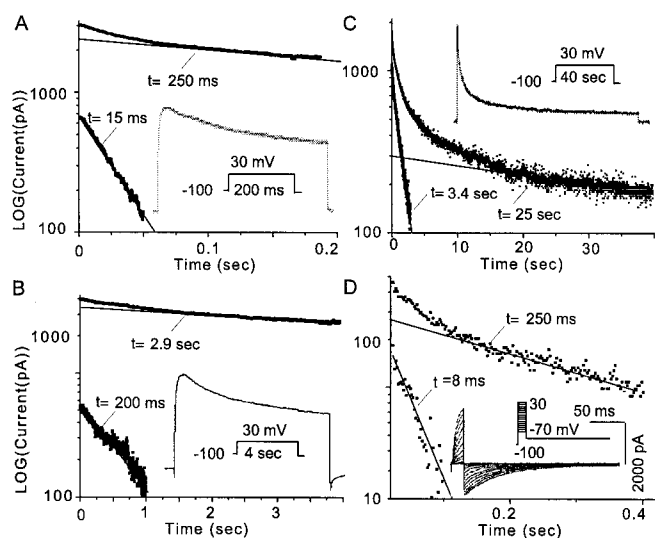 A
LOG(Current(pA)
1000
100
t= 250 ms
t= 15 ms
30 mV
-100
200 ms
0
0.1
0.2
Time (sec)
C
1000
100
30 mV
-100
40 sec
t= 3.4 sec
t= 25 sec
0
10
20
30
Time (sec)
B
LOG(Current(pA)
1000
100
t= 2.9 sec
t= 200 ms
30 mV
-100
4 sec
0
1
3
Time (sec)
D
100
10
t= 250 ms
t =8 ms
30
-70 mV
-100
50 ms
2000 pA
0.2
0.4
Time (sec)